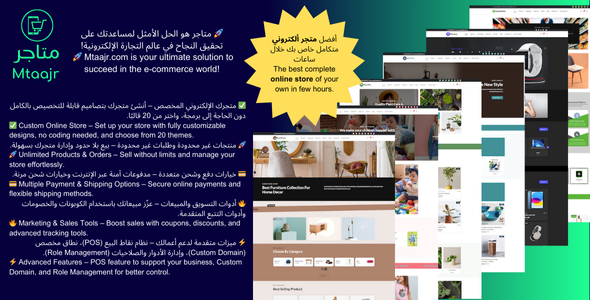 متاجر
Mtaajr
🚀 متاجر هو الحل الأمثل لمساعدتك على
تحقيق النجاح في عالم التجارة الإلكترونية!
🚀 Mtaajr.com is your ultimate solution to
succeed in the e-commerce world!
أفضل متجر ألكتروني
متكامل خاص بك خلال
ساعات
The best complete
online store of your
own in few hours.
✅ متجرك الإلكتروني المخصص – أنشئ متجرك بتصاميم قابلة للتخصيص بالكامل
دون الحاجة إلى برمجة، واختر من 20 قالبًا.
✅ Custom Online Store – Set up your store with fully customizable
designs, no coding needed, and choose from 20 themes.
🚀 منتجات غير محدودة وطلبات غير محدودة – بيع بلا حدود وإدارة متجرك بسهولة.
🚀 Unlimited Products & Orders – Sell without limits and manage your
store effortlessly.
💳 خيارات دفع وشحن متعددة – مدفوعات آمنة عبر الإنترنت وخيارات شحن مرنة.
💳 Multiple Payment & Shipping Options – Secure online payments and
flexible shipping methods.
🔥 أدوات التسويق والمبيعات – عزّز مبيعاتك باستخدام الكوبونات والخصومات
وأدوات التتبع المتقدمة.
🔥 Marketing & Sales Tools – Boost sales with coupons, discounts, and
advanced tracking tools.
⚡ ميزات متقدمة لدعم أعمالك – نظام نقاط البيع (POS)، نطاق مخصص
(Custom Domain)، وإدارة الأدوار والصلاحيات (Role Management).
⚡ Advanced Features – POS feature to support your business, Custom
Domain, and Role Management for better control.
Best Furniture Collection For
Home Decor
Choose By Category
Best Selling Product